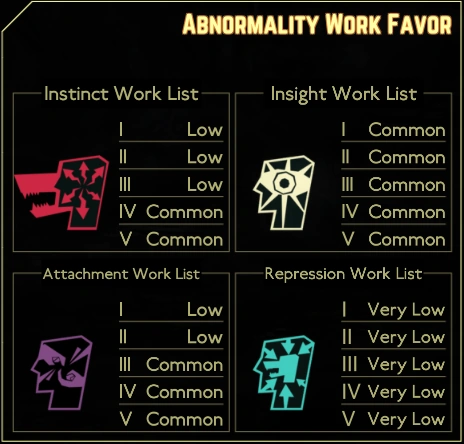 ABNORMALITY WORK FAVOR
Instinct Work List
I Low
II Low
III Low
IV Common
V Common
Insight Work List
I Common
II Common
III Common
IV Common
V Common
Attachment Work List
I Low
II Low
III Common
IV Common
V Common
Repression Work List
I Very Low
II Very Low
III Very Low
IV Very Low
V Very Low